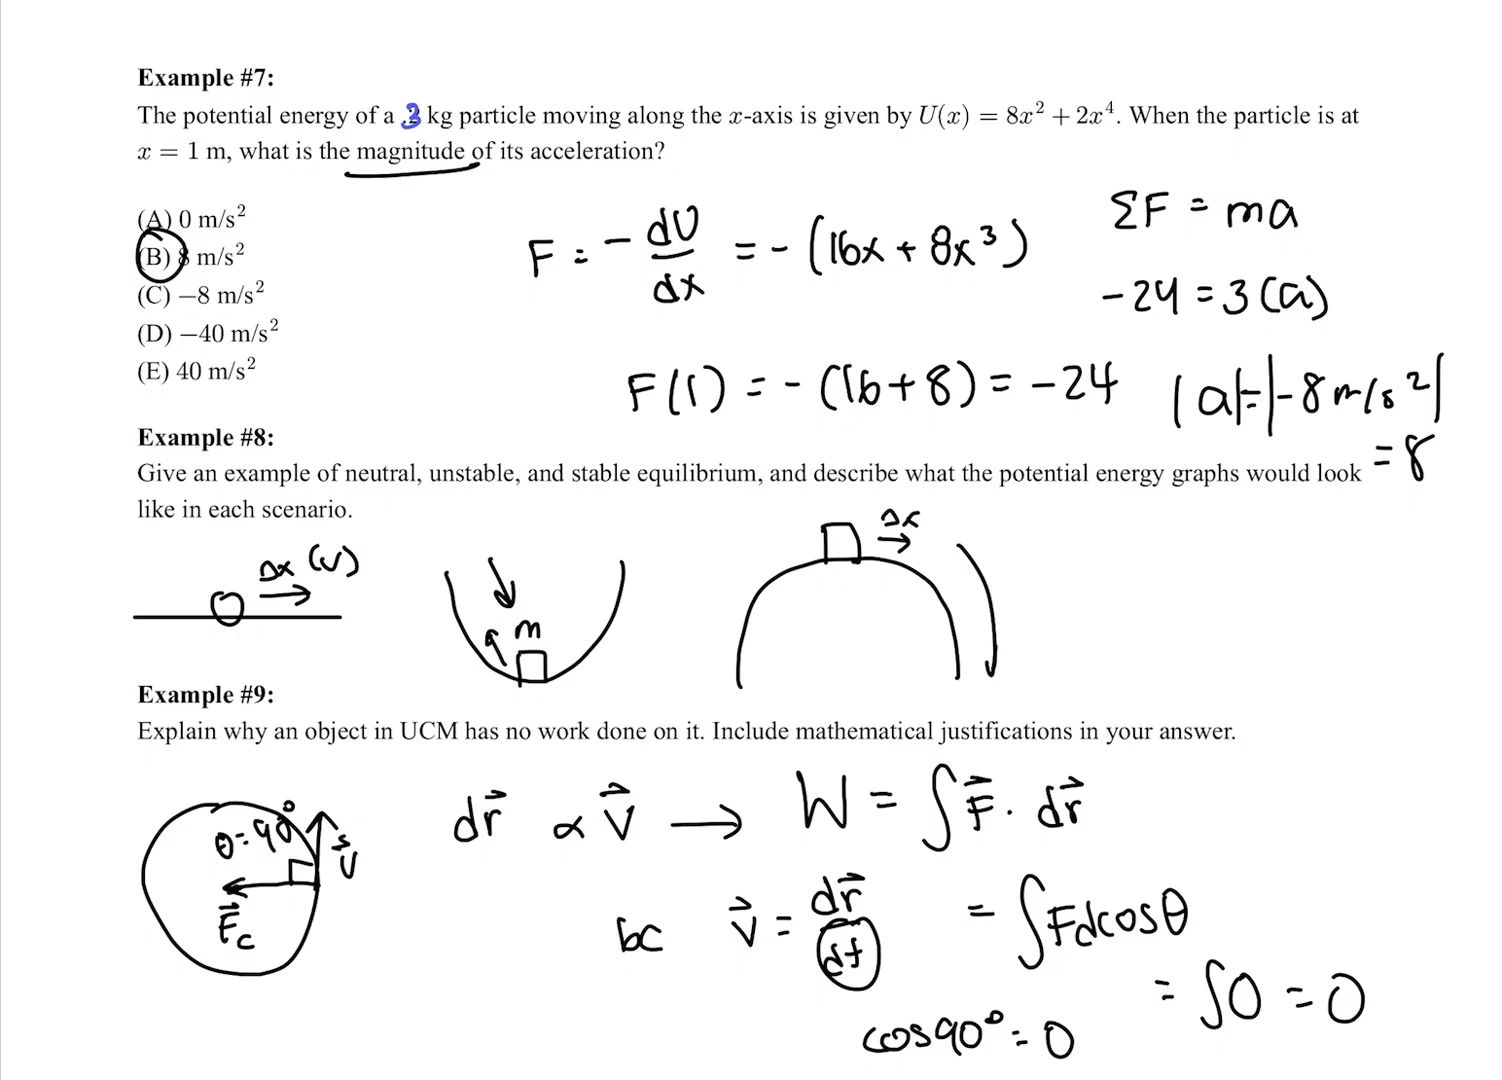 Example #7:
The potential energy of a 3 kg particle moving along the x-axis is given by U(x) = 8x² + 2x⁴. When the particle is at
x = 1 m, what is the magnitude of its acceleration?
(A) 0 m/s²
(B) 8 m/s²
(C) −8 m/s²
(D) −40 m/s²
(E) 40 m/s²
F = - dU/dx = - (16x + 8x³)
F(1) = - (16+8) = -24
ΣF = ma
-24 = 3(a)
|a|=|-8 m/s²|
= 8
Example #8:
Give an example of neutral, unstable, and stable equilibrium, and describe what the potential energy graphs would look
like in each scenario.
Δx (v)
m
Δx
Example #9:
Explain why an object in UCM has no work done on it. Include mathematical justifications in your answer.
θ=90°
v⃗
F⃗c
dr⃗ ∝ v⃗ → W = ∫F⃗ · dr⃗
bc v⃗ = dr⃗/dt
= ∫Fdcosθ
= ∫0 = 0
cos90° = 0